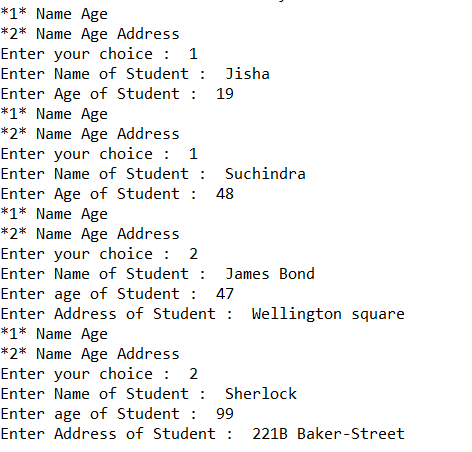 *1* Name Age
*2* Name Age Address
Enter your choice :  1
Enter Name of Student :  Jisha
Enter Age of Student :  19
*1* Name Age
*2* Name Age Address
Enter your choice :  1
Enter Name of Student :  Suchindra
Enter Age of Student :  48
*1* Name Age
*2* Name Age Address
Enter your choice :  2
Enter Name of Student :  James Bond
Enter age of Student :  47
Enter Address of Student :  Wellington square
*1* Name Age
*2* Name Age Address
Enter your choice :  2
Enter Name of Student :  Sherlock
Enter age of Student :  99
Enter Address of Student :  221B Baker-Street